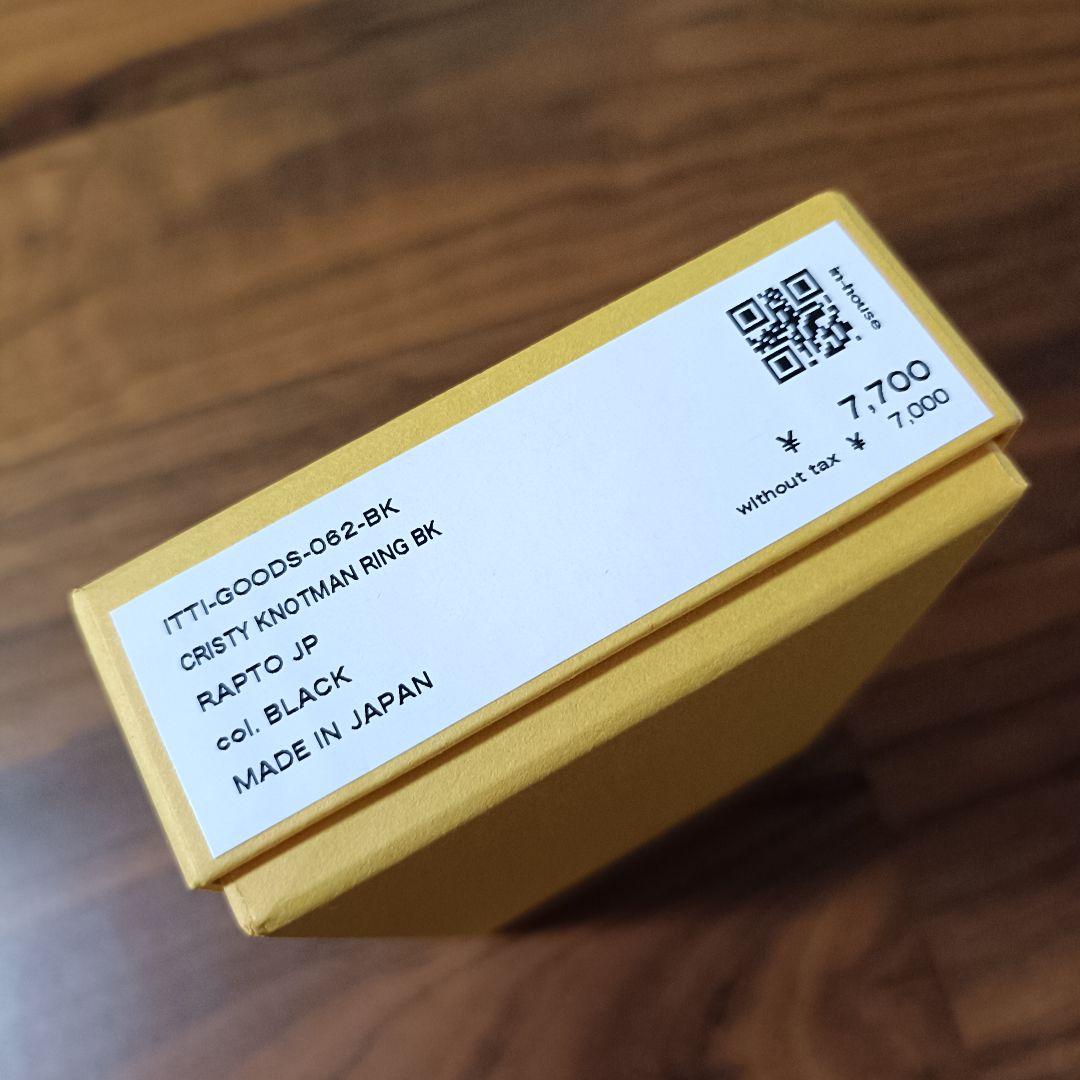 ITTI-GOODS-062-BK
CRISTY KNOTMAN RING BK
RAPTO JP
col. BLACK
MADE IN JAPAN
in-house
¥ 7,700
without tax ¥ 7,000